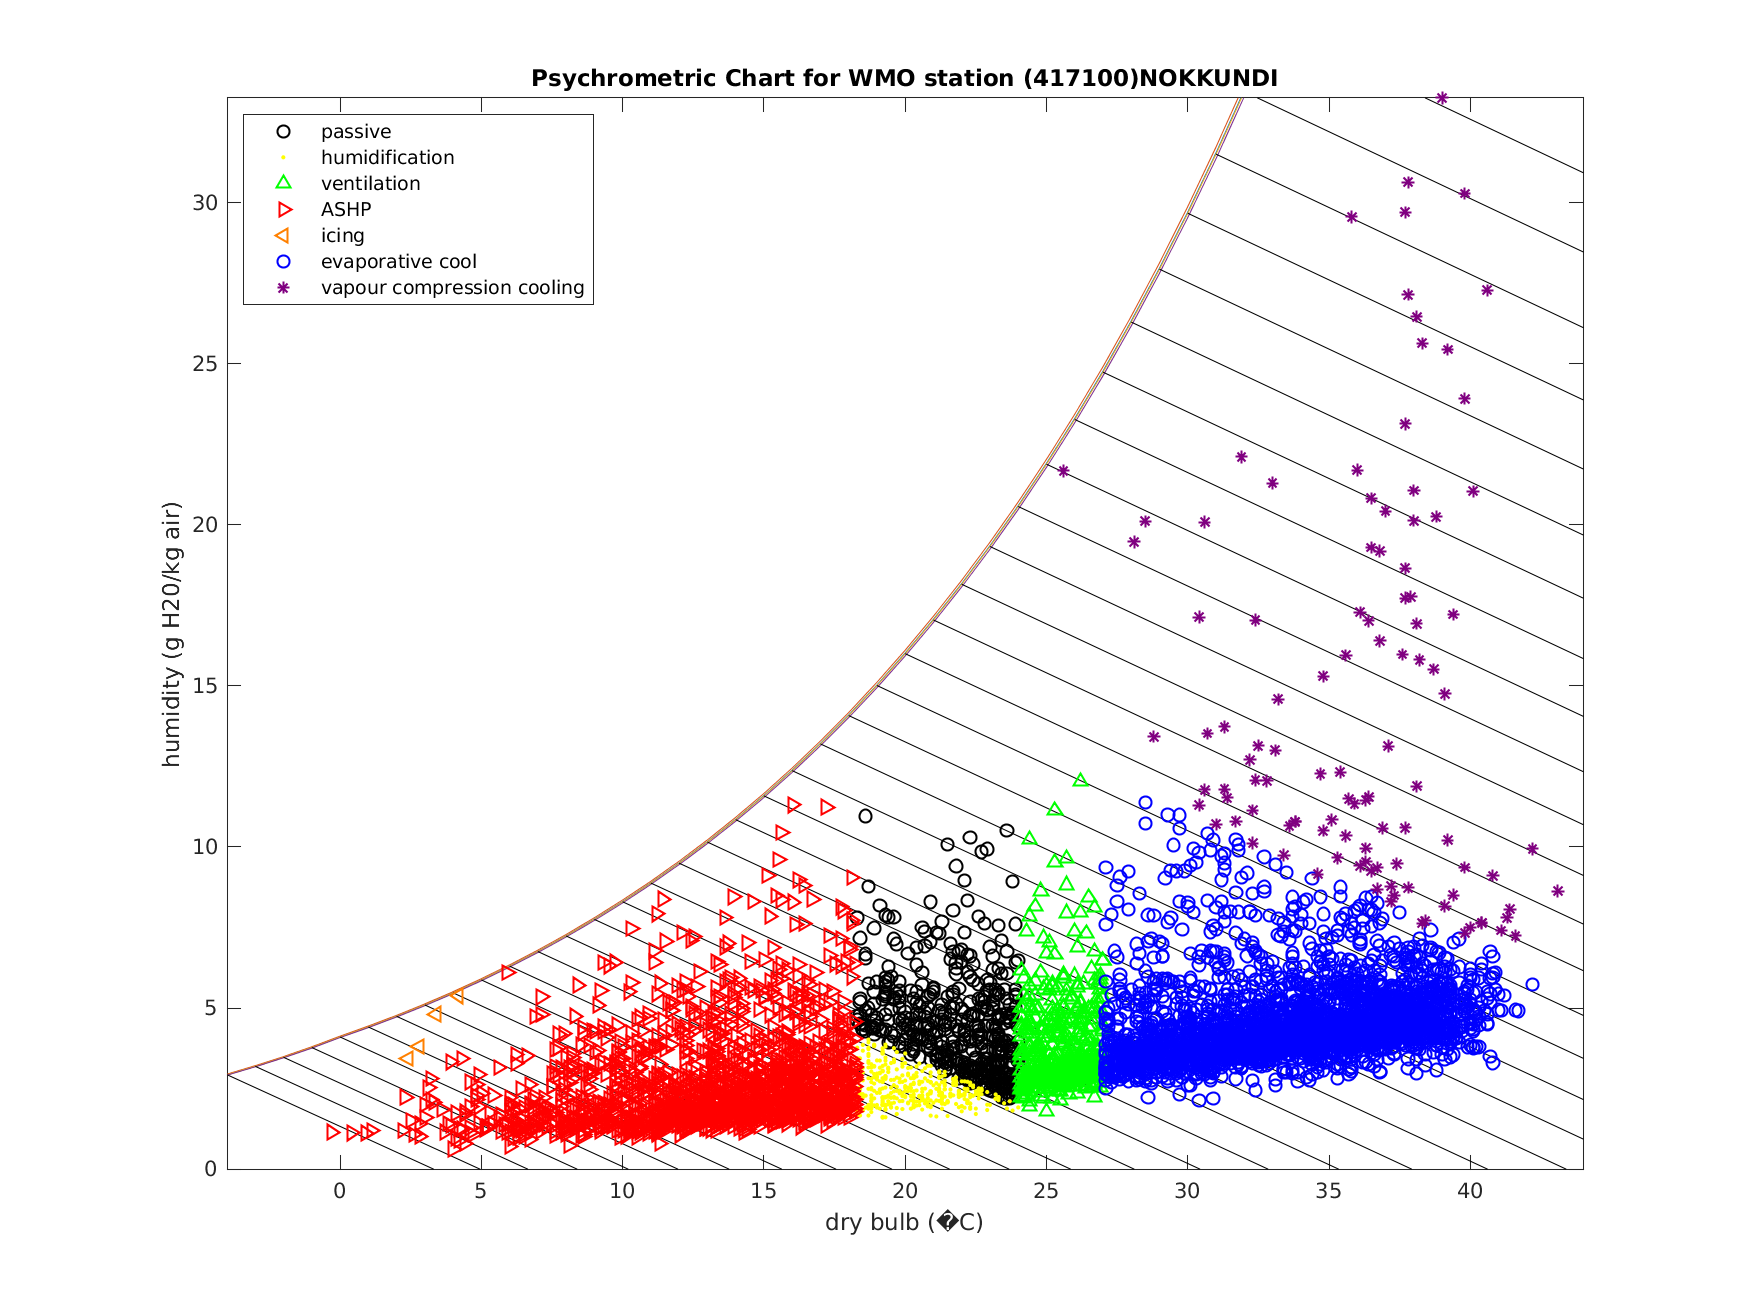 Psychrometric Chart for WMO station (417100)NOKKUNDI
passive
humidification
ventilation
ASHP
icing
evaporative cool
vapour compression cooling
humidity (g H20/kg air)
30
25
20
15
10
5
0
0 5 10 15 20 25 30 35 40
dry bulb (�C)